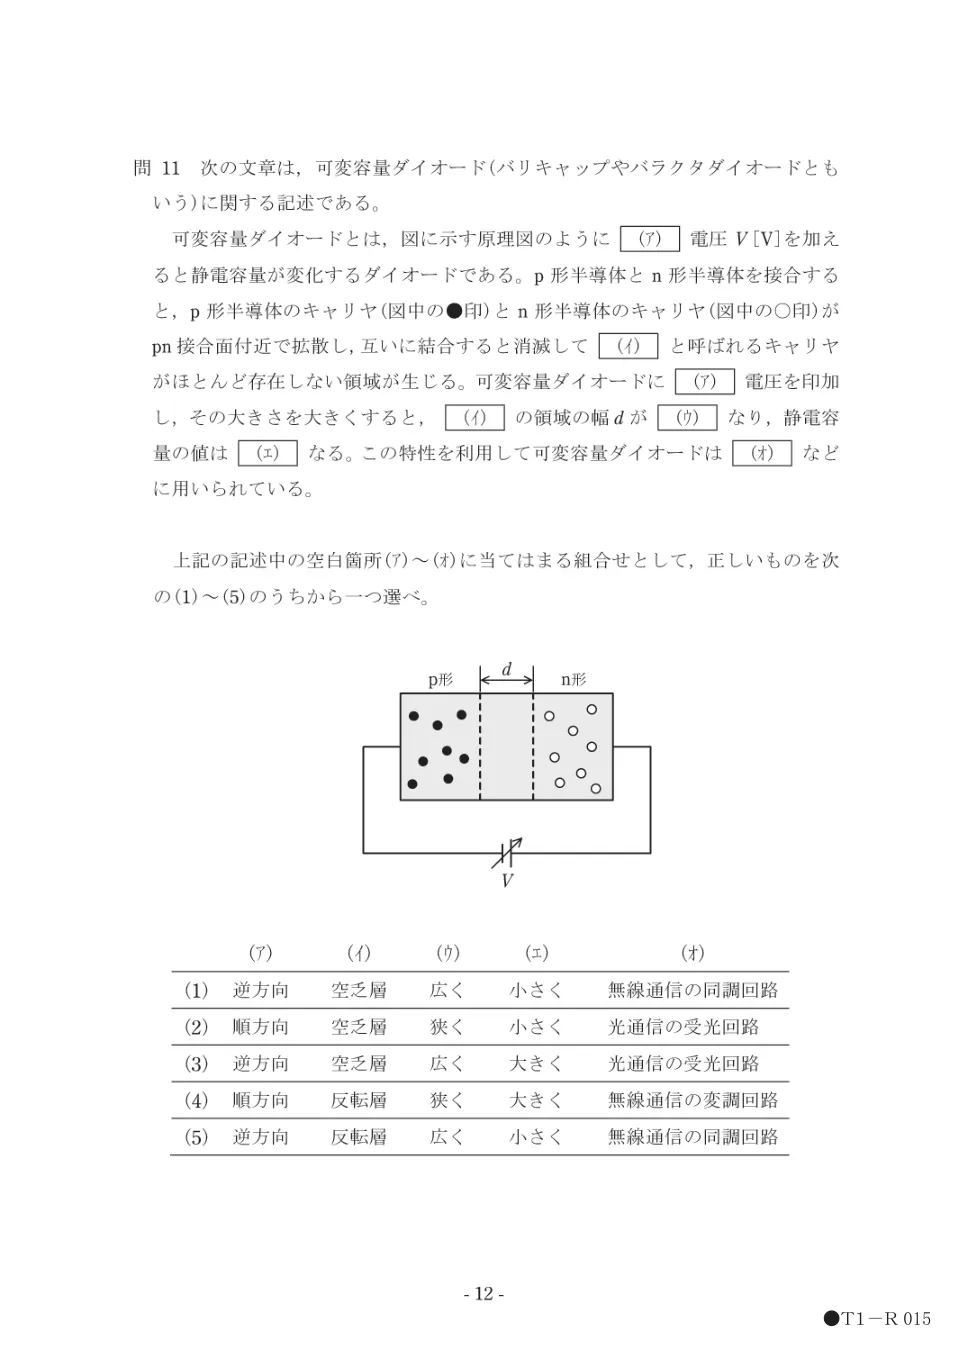 問 11　次の文章は，可変容量ダイオード(バリキャップやバラクタダイオードとも
いう)に関する記述である。
可変容量ダイオードとは，図に示す原理図のように (ｱ) 電圧 V [V]を加え
ると静電容量が変化するダイオードである。p 形半導体と n 形半導体を接合する
と，p 形半導体のキャリヤ(図中の●印)と n 形半導体のキャリヤ(図中の○印)が
pn 接合面付近で拡散し，互いに結合すると消滅して (ｲ) と呼ばれるキャリヤ
がほとんど存在しない領域が生じる。可変容量ダイオードに (ｱ) 電圧を印加
し，その大きさを大きくすると， (ｲ) の領域の幅 d が (ｳ) なり，静電容
量の値は (ｴ) なる。この特性を利用して可変容量ダイオードは (ｵ) など
に用いられている。
上記の記述中の空白箇所(ｱ)～(ｵ)に当てはまる組合せとして，正しいものを次
の(1)～(5)のうちから一つ選べ。
p形 d n形
V
(ｱ) (ｲ) (ｳ) (ｴ) (ｵ)
(1) 逆方向 空乏層 広く 小さく 無線通信の同調回路
(2) 順方向 空乏層 狭く 小さく 光通信の受光回路
(3) 逆方向 空乏層 広く 大きく 光通信の受光回路
(4) 順方向 反転層 狭く 大きく 無線通信の変調回路
(5) 逆方向 反転層 広く 小さく 無線通信の同調回路
- 12 -
●T1－R 015